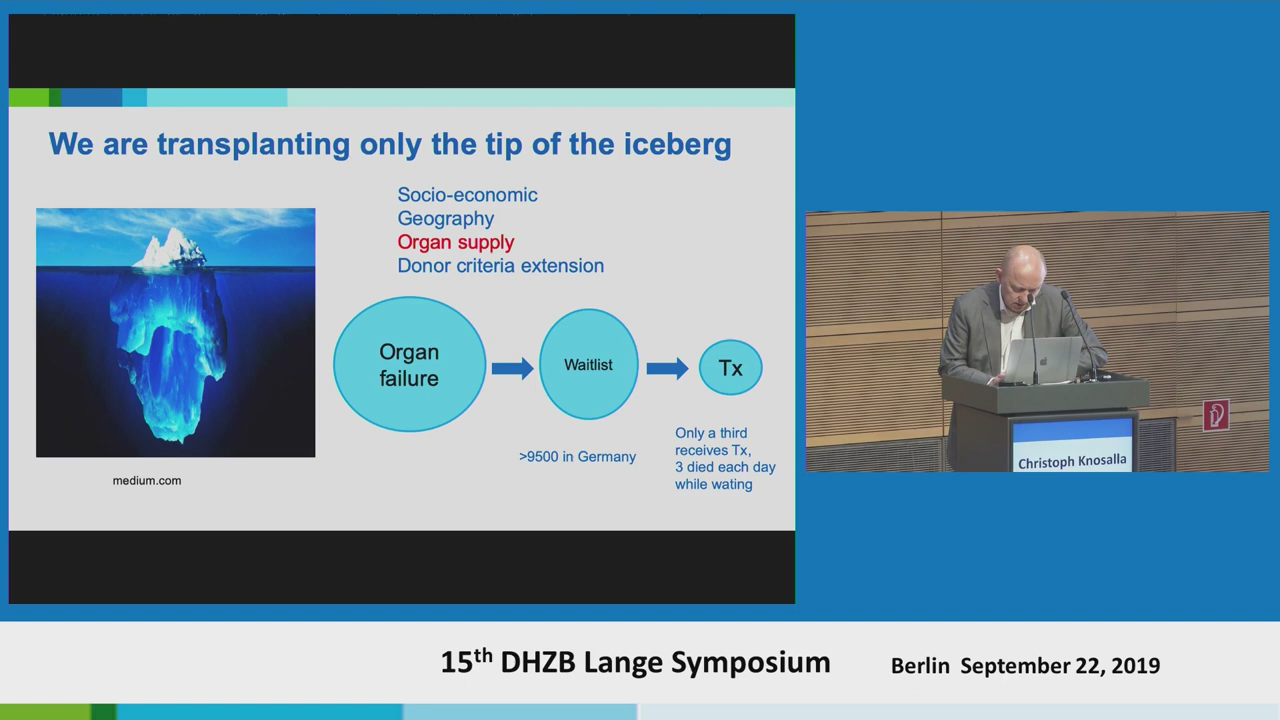 We are transplanting only the tip of the iceberg
Socio-economic
Geography
Organ supply
Donor criteria extension
Organ
failure
Waitlist
Tx
>9500 in Germany
Only a third
receives Tx,
3 died each day
while wating
medium.com
Christoph Knosalla
15th DHZB Lange Symposium
Berlin September 22, 2019